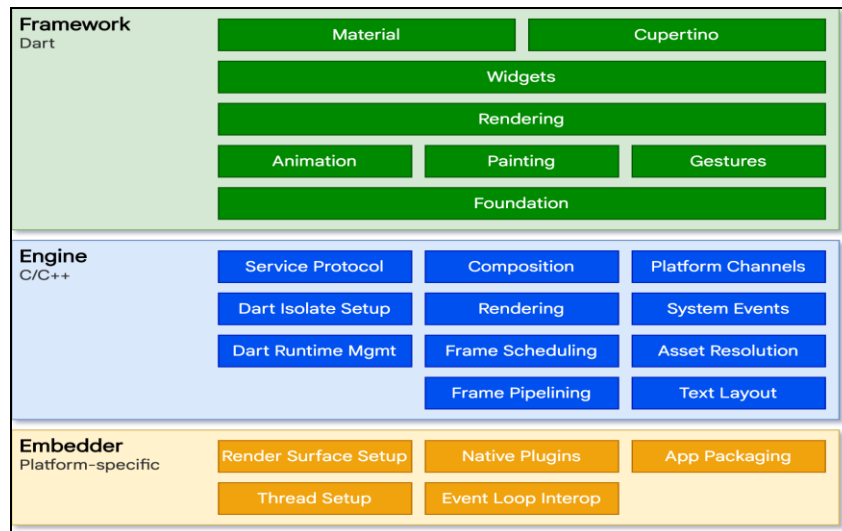 Framework
Dart
Material Cupertino
Widgets
Rendering
Animation Painting Gestures
Foundation
Engine
C/C++
Service Protocol Composition Platform Channels
Dart Isolate Setup Rendering System Events
Dart Runtime Mgmt Frame Scheduling Asset Resolution
Frame Pipelining Text Layout
Embedder
Platform-specific
Render Surface Setup Native Plugins App Packaging
Thread Setup Event Loop Interop